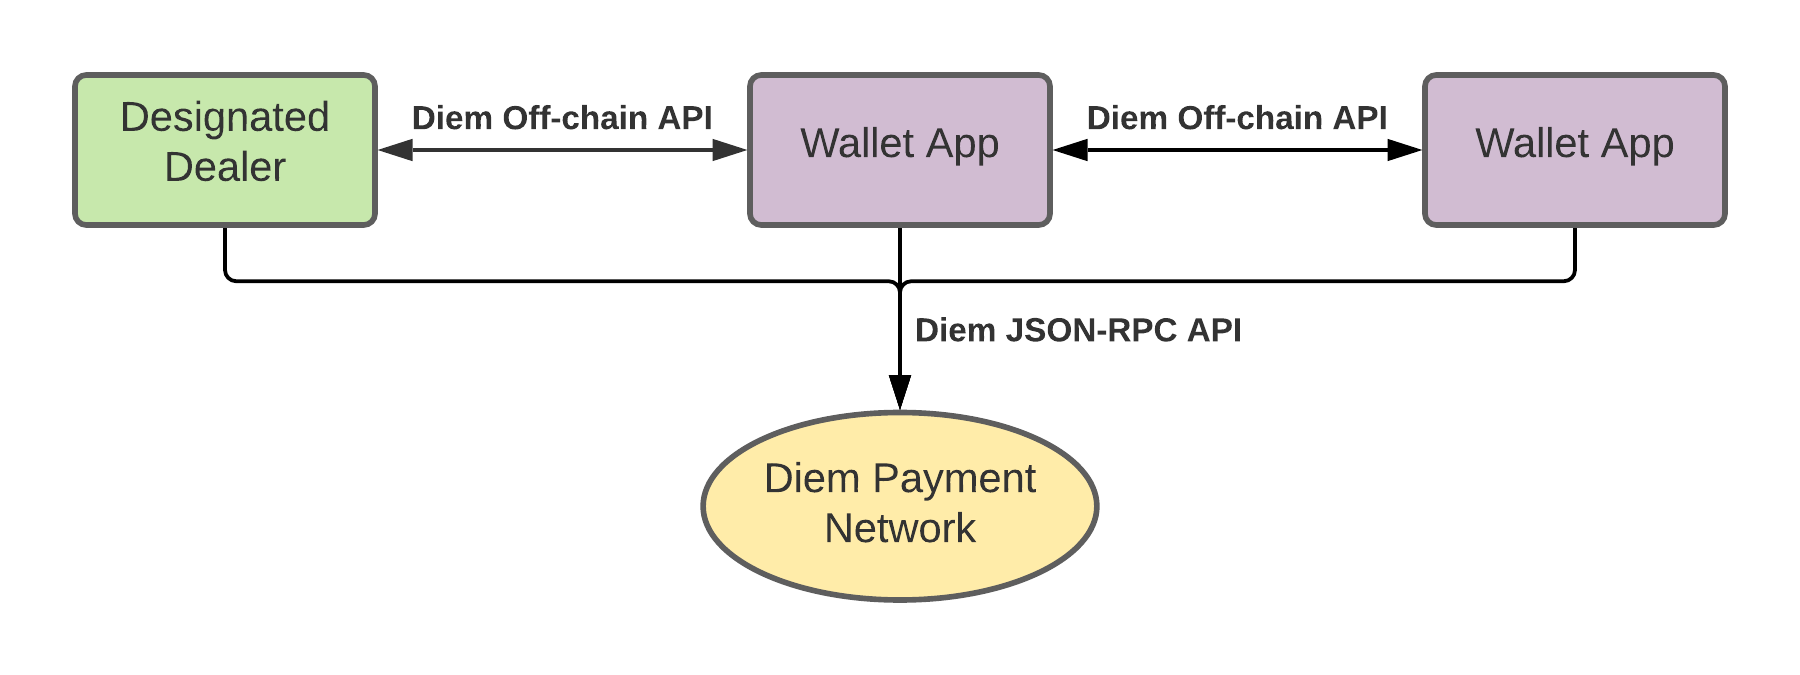 Designated
Dealer
Diem Off-chain API
Wallet App
Diem Off-chain API
Wallet App
Diem JSON-RPC API
Diem Payment
Network